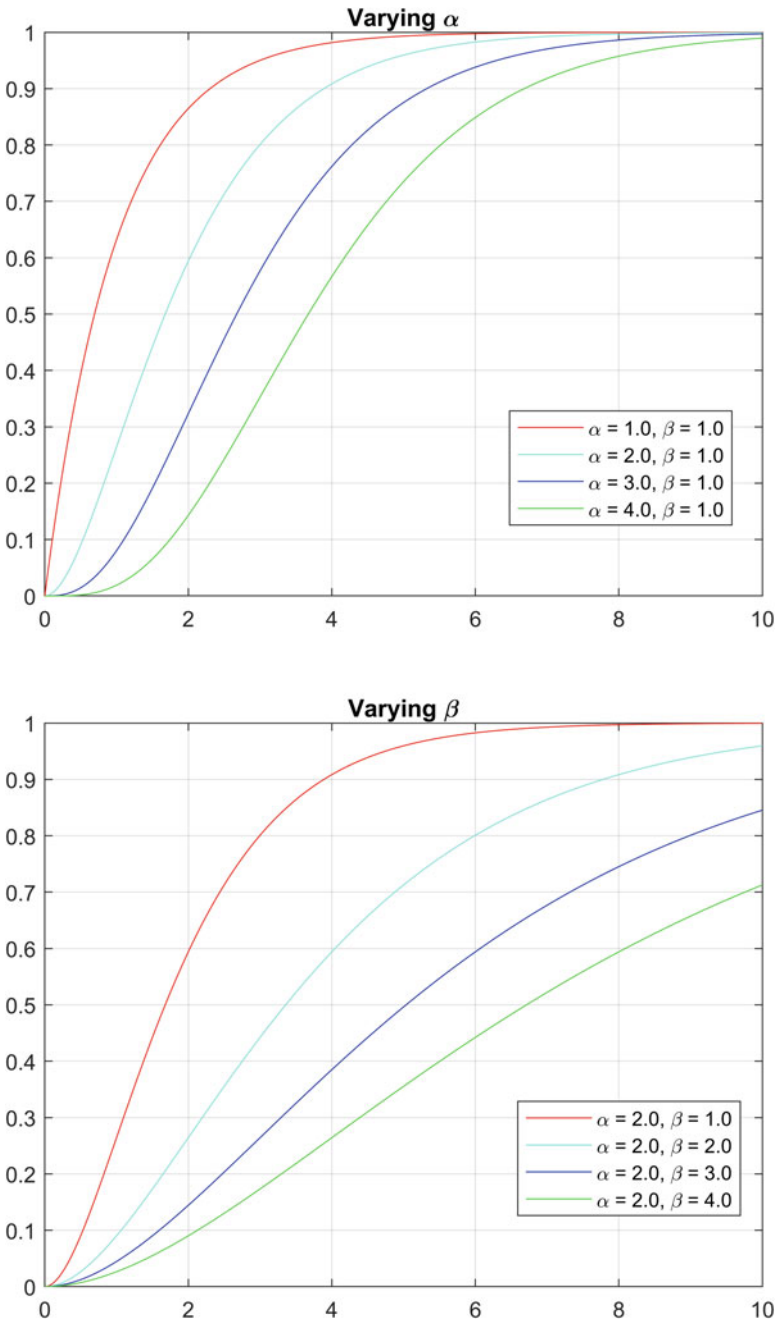 Varying α
1
0.9
0.8
0.7
0.6
0.5
0.4
0.3
0.2
0.1
0
α = 1.0, β = 1.0
α = 2.0, β = 1.0
α = 3.0, β = 1.0
α = 4.0, β = 1.0
0 2 4 6 8 10
Varying β
1
0.9
0.8
0.7
0.6
0.5
0.4
0.3
0.2
0.1
0
α = 2.0, β = 1.0
α = 2.0, β = 2.0
α = 2.0, β = 3.0
α = 2.0, β = 4.0
0 2 4 6 8 10